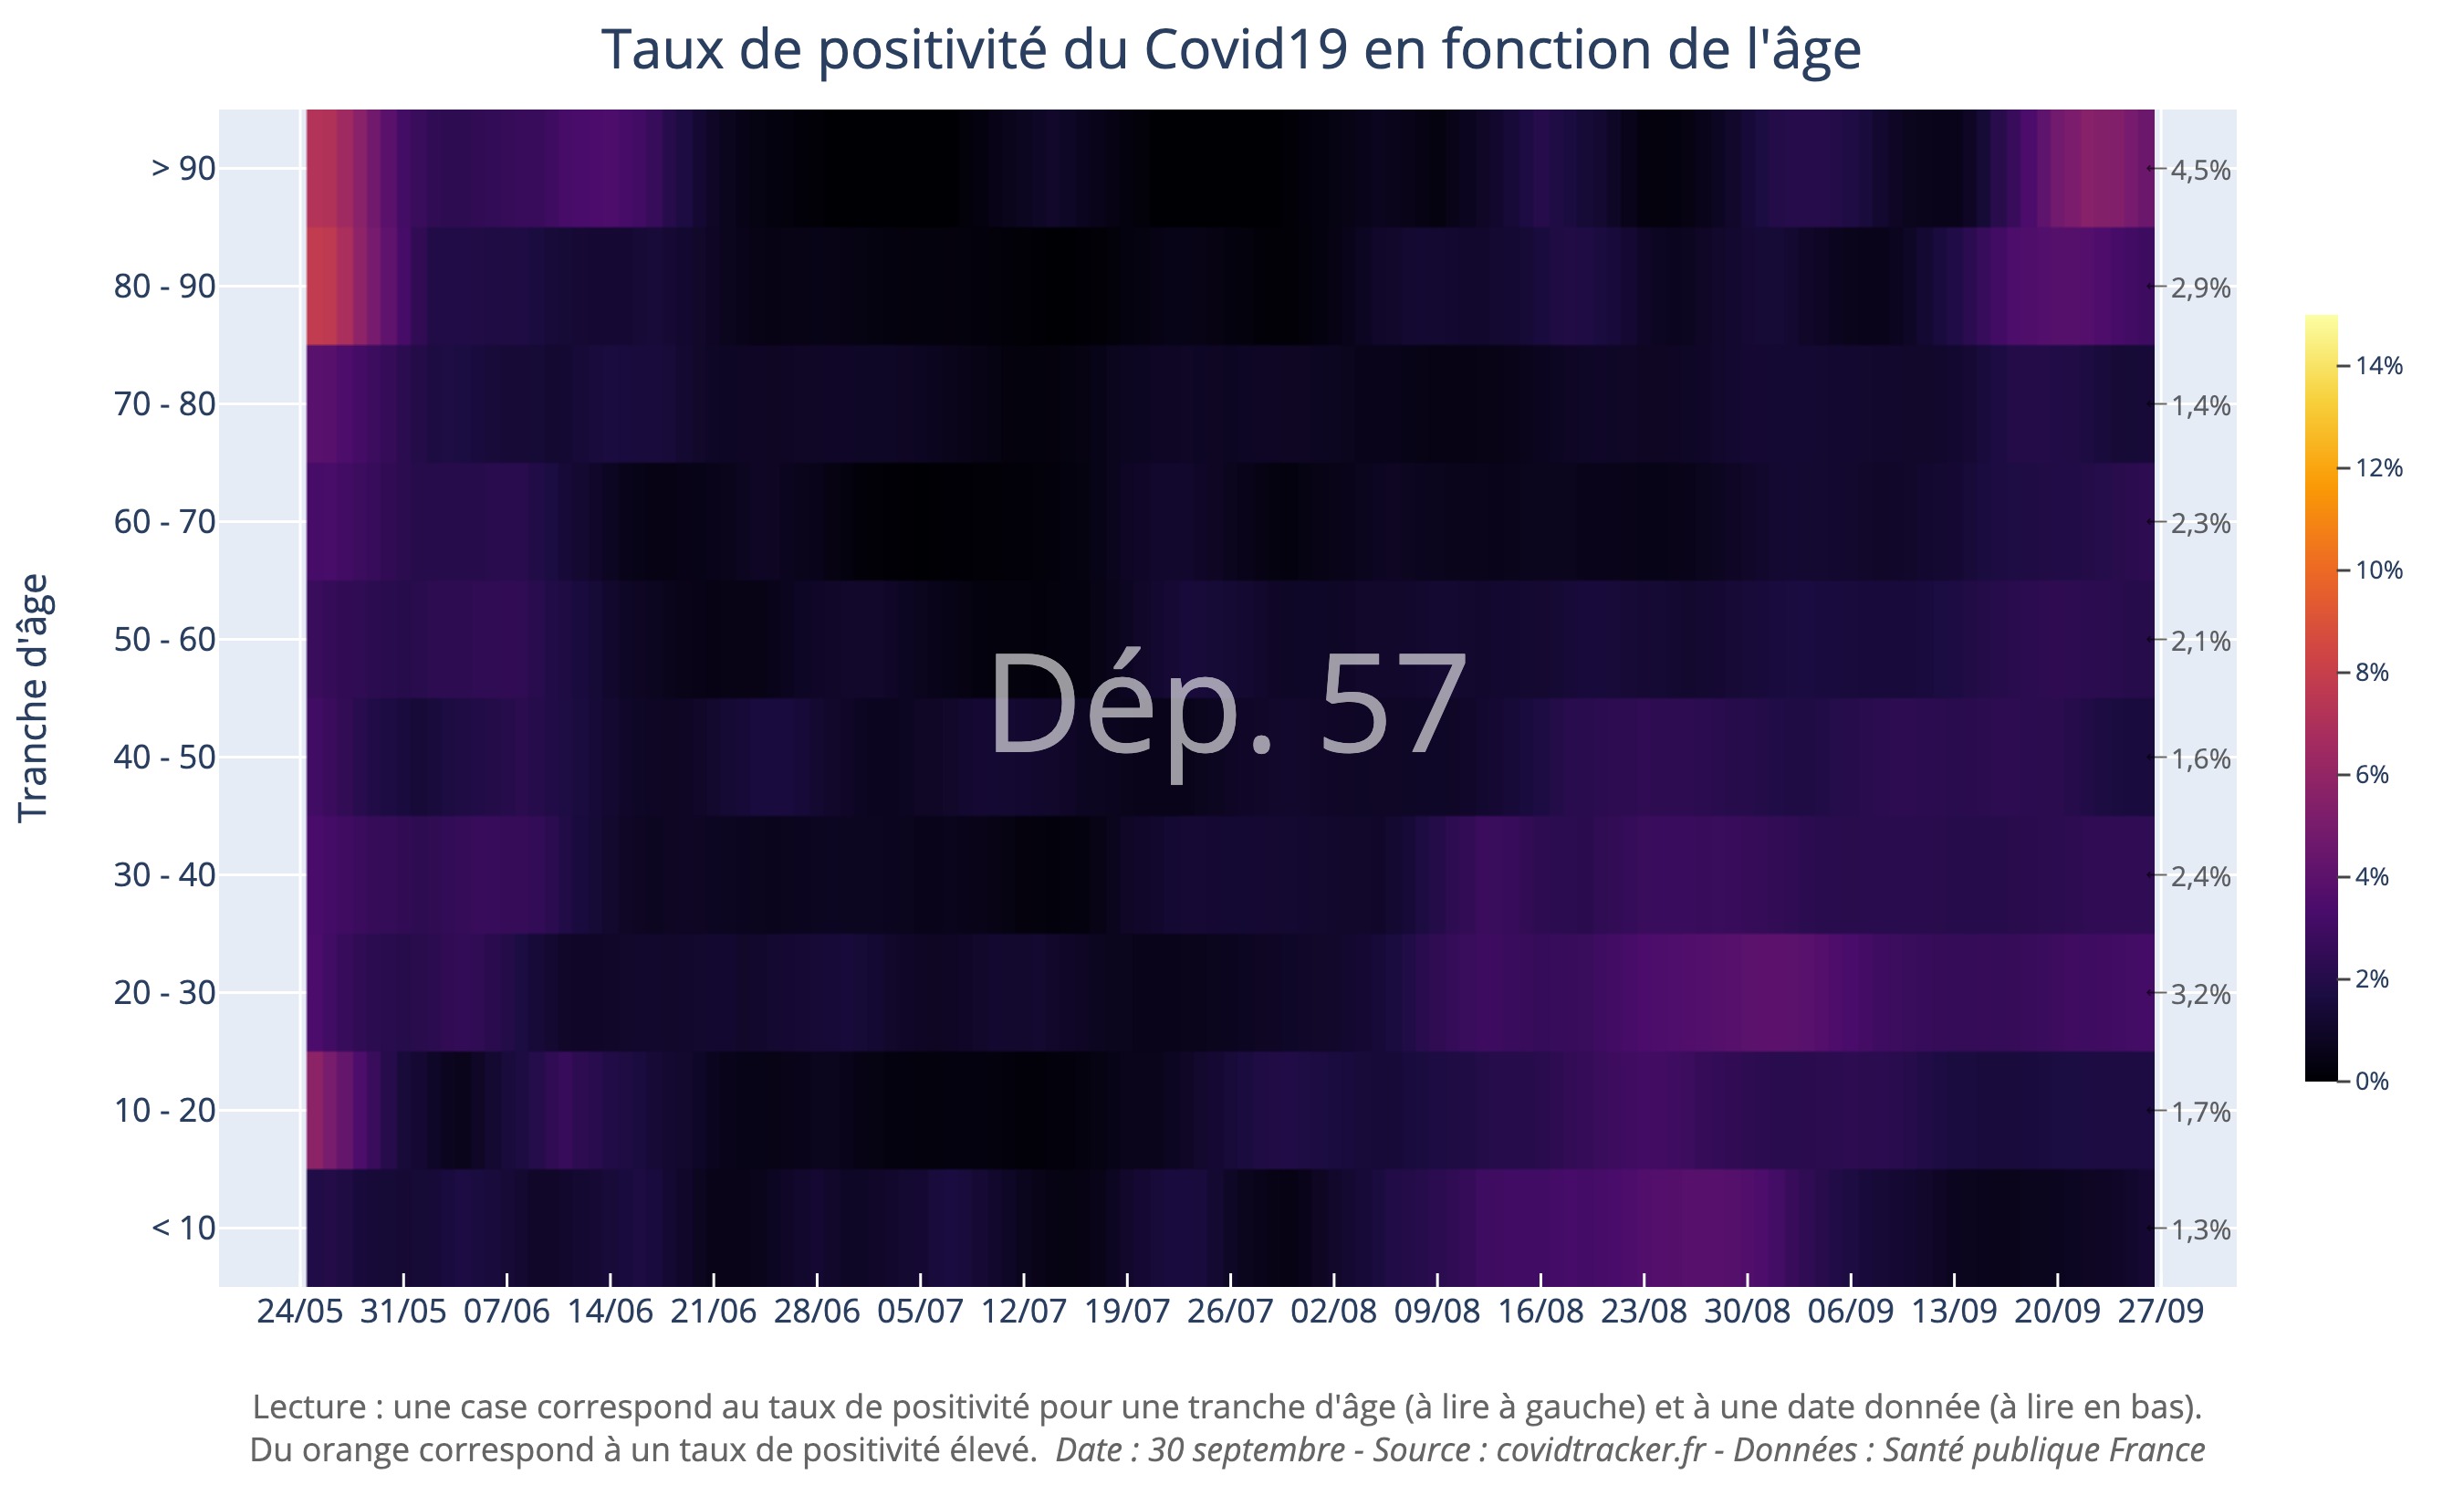 Taux de positivité du Covid19 en fonction de l'âge
Tranche d'âge
> 90
80 - 90
70 - 80
60 - 70
50 - 60
40 - 50
30 - 40
20 - 30
10 - 20
< 10
Dép. 57
4,5%
2,9%
1,4%
2,3%
2,1%
1,6%
2,4%
3,2%
1,7%
1,3%
14%
12%
10%
8%
6%
4%
2%
0%
24/05 31/05 07/06 14/06 21/06 28/06 05/07 12/07 19/07 26/07 02/08 09/08 16/08 23/08 30/08 06/09 13/09 20/09 27/09
Lecture : une case correspond au taux de positivité pour une tranche d'âge (à lire à gauche) et à une date donnée (à lire en bas).
Du orange correspond à un taux de positivité élevé. Date : 30 septembre - Source : covidtracker.fr - Données : Santé publique France